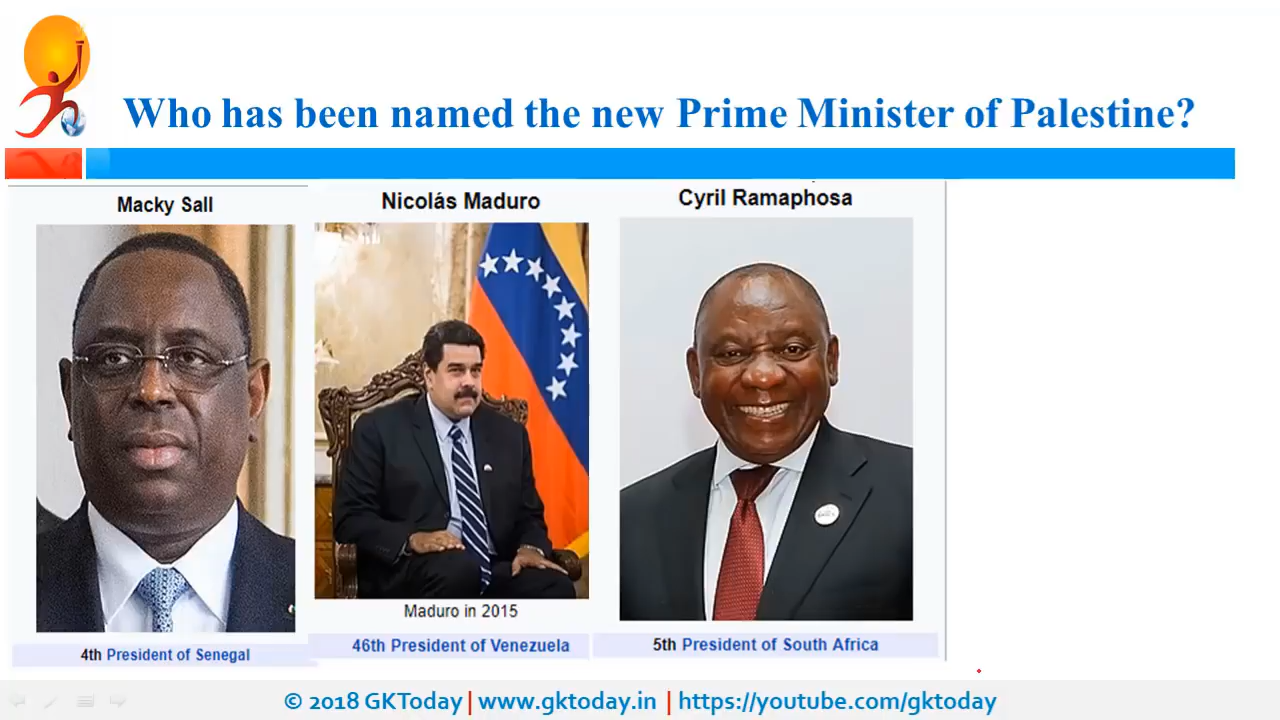 Who has been named the new Prime Minister of Palestine?
Macky Sall
Nicolás Maduro
Cyril Ramaphosa
Maduro in 2015
4th President of Senegal
46th President of Venezuela
5th President of South Africa
© 2018 GKToday | www.gktoday.in | https://youtube.com/gktoday